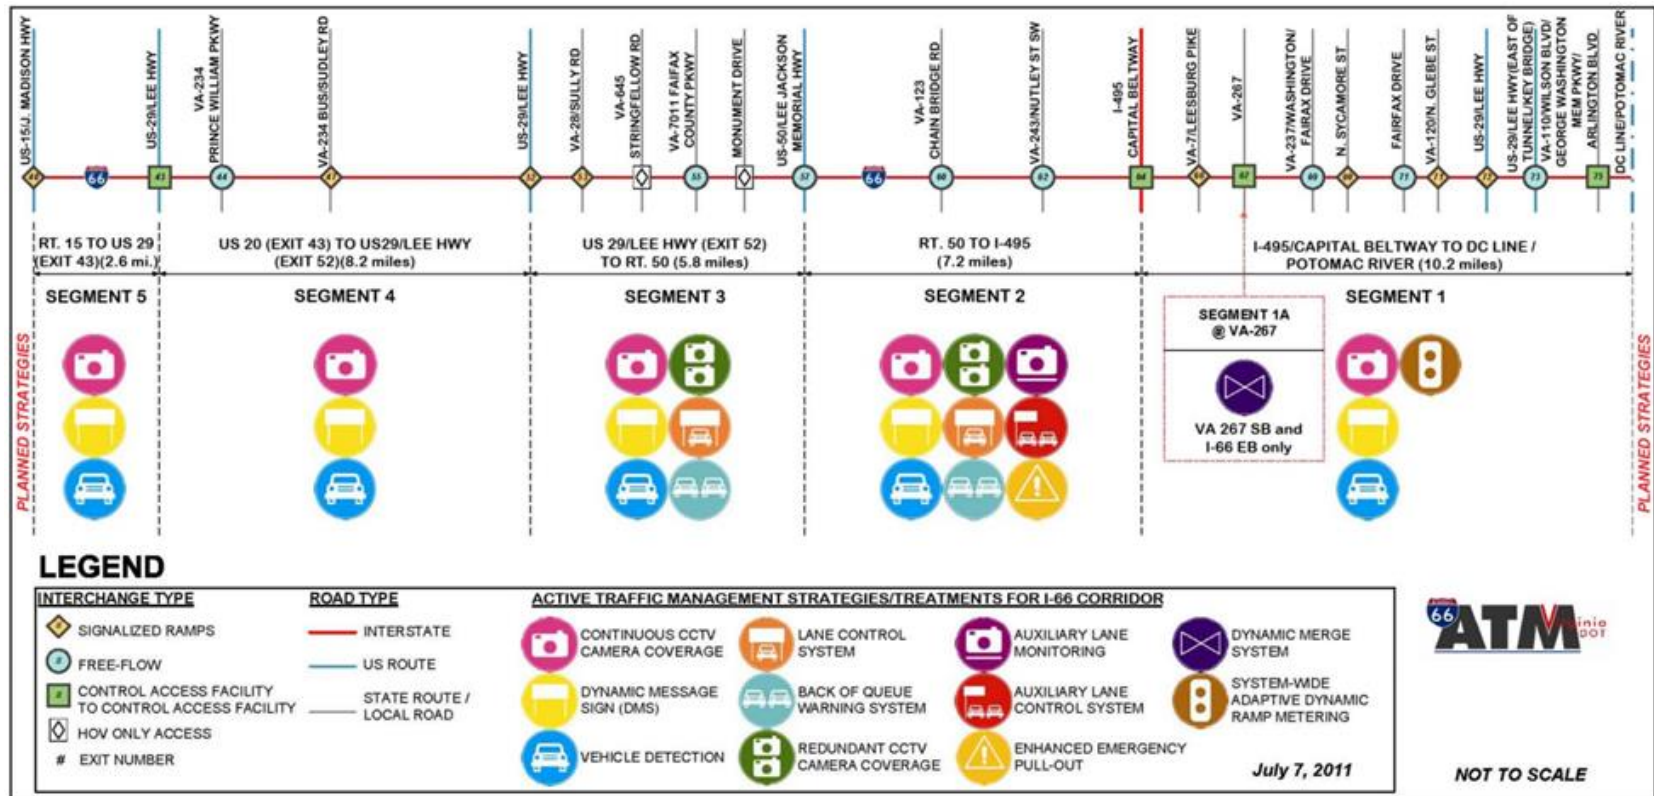 US-15/J. MADISON HWY
US-29/LEE HWY
VA-234
PRINCE WILLIAM PKWY
VA-234 BUS/SUDLEY RD
US-29/LEE HWY
VA-28/SULLY RD
VA-645
STRINGFELLOW RD
VA-7011 FAIFAX
COUNTY PKWY
MONUMENT DRIVE
US-50/LEE JACKSON
MEMORIAL HWY
VA-123
CHAIN BRIDGE RD
VA-243/NUTLEY ST SW
I-495
CAPITAL BELTWAY
VA-7/LEESBURG PIKE
VA-267
VA-237/WASHINGTON/
FAIRAX DRIVE
N. SYCAMORE ST
FAIRFAX DRIVE
VA-120/N. GLEBE ST
US-29/LEE HWY
US-29/LEE HWY(EAST OF
TUNNEL/KEY BRIDGE)
VA-110/WILSON BLVD/
GEORGE WASHINGTON
MEM PKWY/
ARLINGTON BLVD
DC LINE/POTOMAC RIVER
40 66 43 44 47 52 53 55 57 66 60 62 64 66 67 69 71 71 72 73 75
RT. 15 TO US 29
(EXIT 43)(2.6 mi.)
US 20 (EXIT 43) TO US29/LEE HWY
(EXIT 52)(8.2 miles)
US 29/LEE HWY (EXIT 52)
TO RT. 50 (5.8 miles)
RT. 50 TO I-495
(7.2 miles)
I-495/CAPITAL BELTWAY TO DC LINE /
POTOMAC RIVER (10.2 miles)
SEGMENT 5
SEGMENT 4
SEGMENT 3
SEGMENT 2
SEGMENT 1
SEGMENT 1A
@ VA-267
VA 267 SB and
I-66 EB only
PLANNED STRATEGIES
PLANNED STRATEGIES
LEGEND
INTERCHANGE TYPE
# SIGNALIZED RAMPS
# FREE-FLOW
# CONTROL ACCESS FACILITY
TO CONTROL ACCESS FACILITY
HOV ONLY ACCESS
# EXIT NUMBER
ROAD TYPE
INTERSTATE
US ROUTE
STATE ROUTE /
LOCAL ROAD
ACTIVE TRAFFIC MANAGEMENT STRATEGIES/TREATMENTS FOR I-66 CORRIDOR
CONTINUOUS CCTV
CAMERA COVERAGE
DYNAMIC MESSAGE
SIGN (DMS)
VEHICLE DETECTION
LANE CONTROL
SYSTEM
BACK OF QUEUE
WARNING SYSTEM
REDUNDANT CCTV
CAMERA COVERAGE
AUXILIARY LANE
MONITORING
AUXILIARY LANE
CONTROL SYSTEM
ENHANCED EMERGENCY
PULL-OUT
DYNAMIC MERGE
SYSTEM
SYSTEM-WIDE
ADAPTIVE DYNAMIC
RAMP METERING
July 7, 2011
66
ATM
Virginia
DOT
NOT TO SCALE